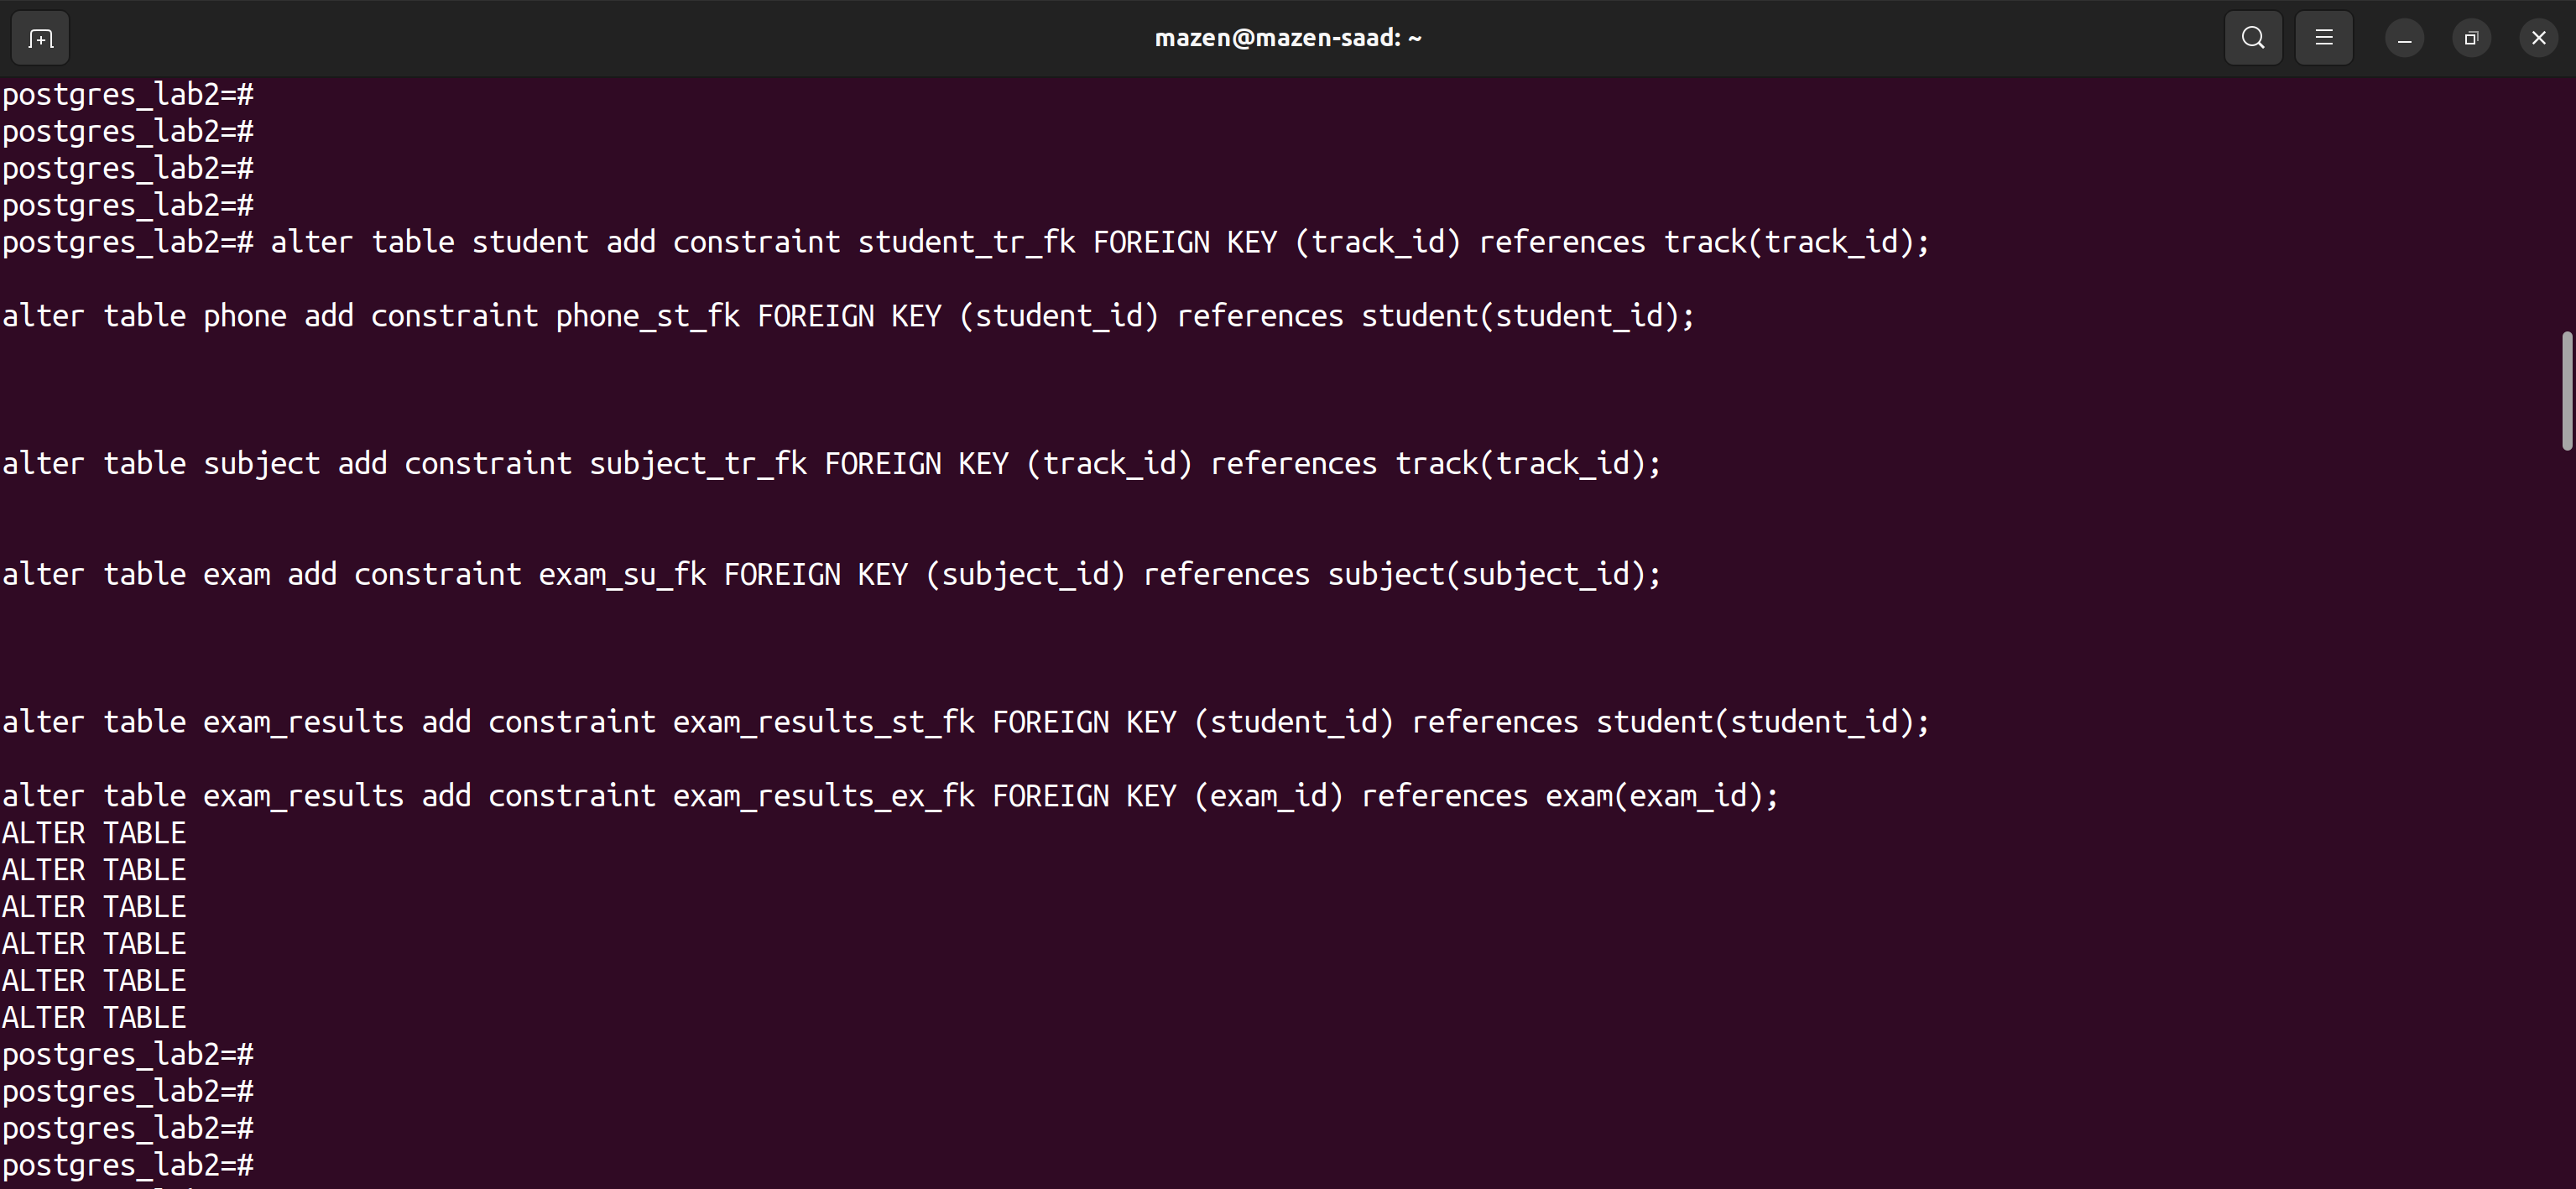 mazen@mazen-saad: ~
postgres_lab2=#
postgres_lab2=#
postgres_lab2=#
postgres_lab2=#
postgres_lab2=# alter table student add constraint student_tr_fk FOREIGN KEY (track_id) references track(track_id);
alter table phone add constraint phone_st_fk FOREIGN KEY (student_id) references student(student_id);
alter table subject add constraint subject_tr_fk FOREIGN KEY (track_id) references track(track_id);
alter table exam add constraint exam_su_fk FOREIGN KEY (subject_id) references subject(subject_id);
alter table exam_results add constraint exam_results_st_fk FOREIGN KEY (student_id) references student(student_id);
alter table exam_results add constraint exam_results_ex_fk FOREIGN KEY (exam_id) references exam(exam_id);
ALTER TABLE
ALTER TABLE
ALTER TABLE
ALTER TABLE
ALTER TABLE
ALTER TABLE
postgres_lab2=#
postgres_lab2=#
postgres_lab2=#
postgres_lab2=#